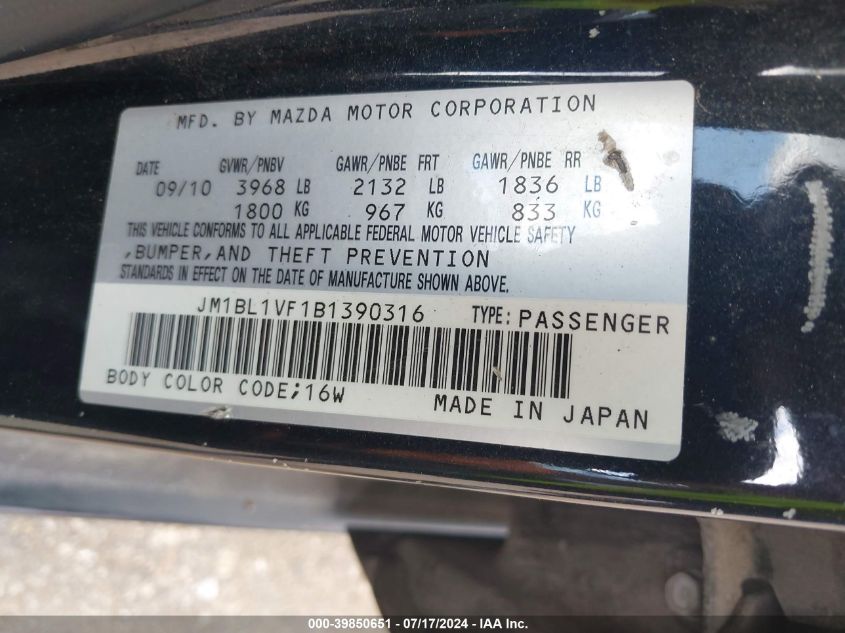 MFD. BY MAZDA MOTOR CORPORATION
DATE GVWR/PNBV GAWR/PNBE FRT GAWR/PNBE RR
09/10 3968 LB 2132 LB 1836 LB
1800 KG 967 KG 833 KG
THIS VEHICLE CONFORMS TO ALL APPLICABLE FEDERAL MOTOR VEHICLE SAFETY
,BUMPER,AND THEFT PREVENTION
STANDARDS IN EFFECT ON THE DATE OF MANUFACTURE SHOWN ABOVE.
JM1BL1VF1B1390316 TYPE:PASSENGER
BODY COLOR CODE;16W MADE IN JAPAN
000-39850651 - 07/17/2024 - IAA Inc.